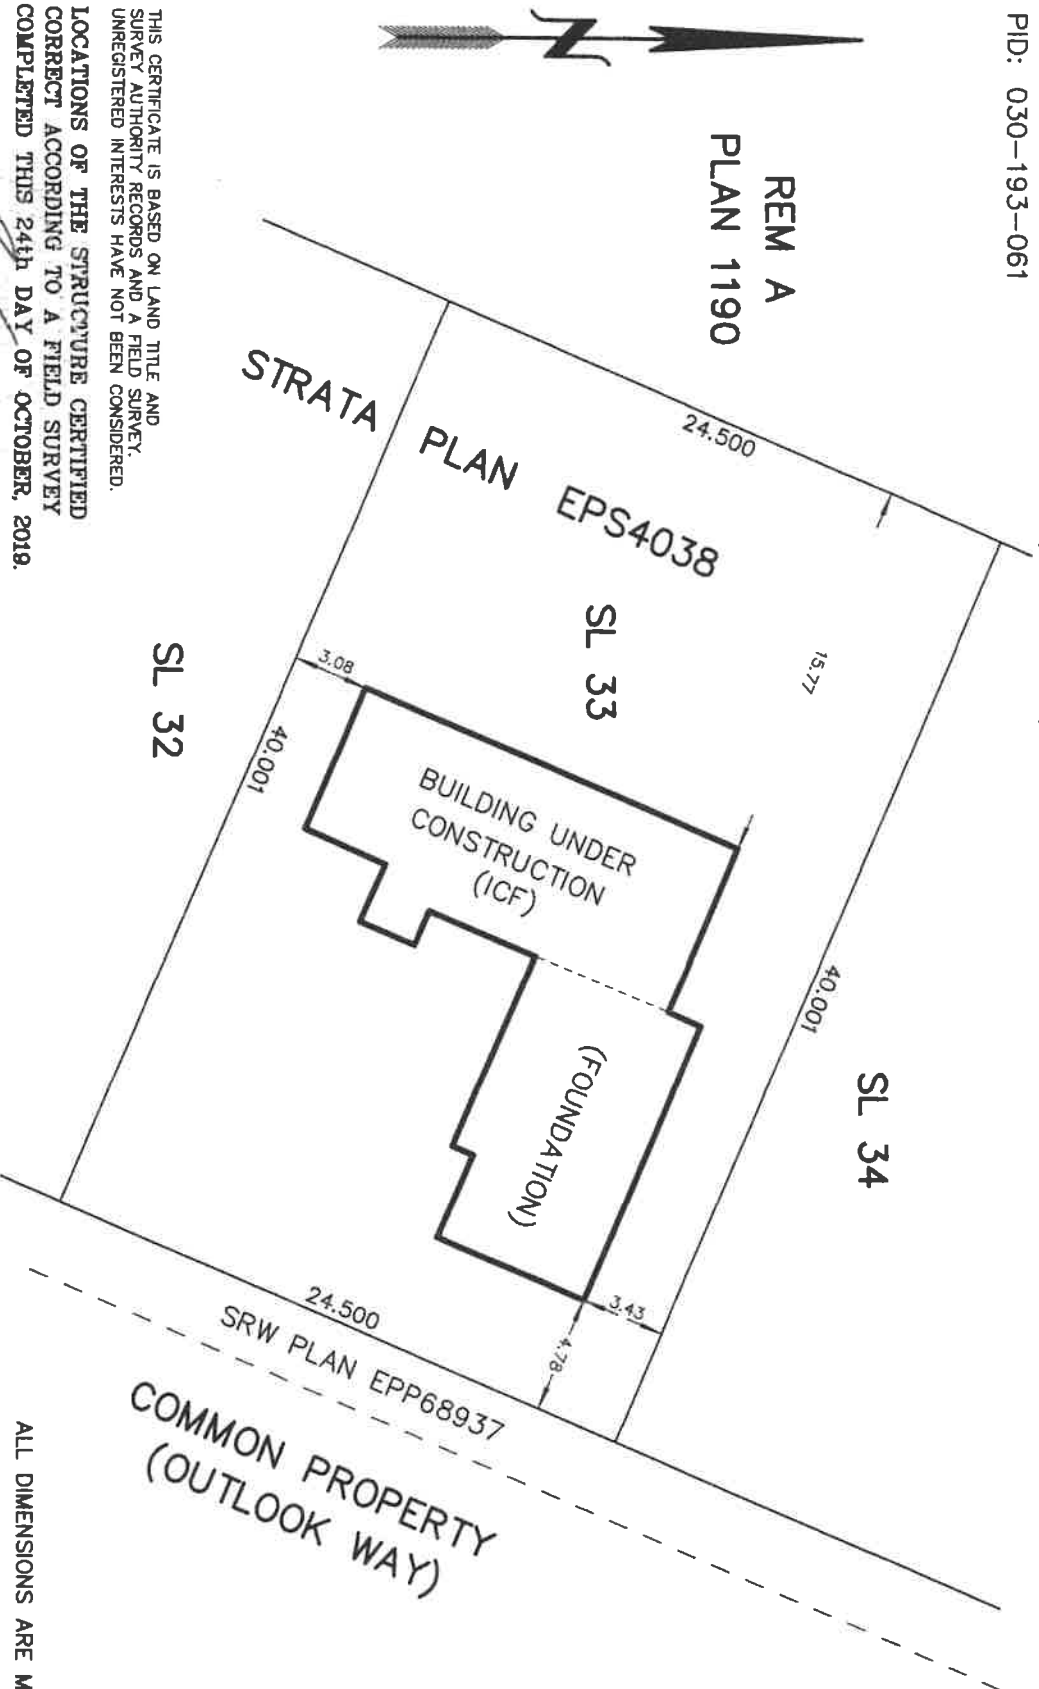 PID: 030-193-061
N
REM A
PLAN 1190
24.500
STRATA PLAN EPS4038
15.77
SL 33
3.08
40.001
SL 32
BUILDING UNDER
CONSTRUCTION
(ICF)
40.001
SL 34
(FOUNDATION)
3.43
4.78
24.500
SRW PLAN EPP68937
COMMON PROPERTY
(OUTLOOK WAY)
THIS CERTIFICATE IS BASED ON LAND TITLE AND
SURVEY AUTHORITY RECORDS AND A FIELD SURVEY.
UNREGISTERED INTERESTS HAVE NOT BEEN CONSIDERED.
LOCATIONS OF THE STRUCTURE CERTIFIED
CORRECT ACCORDING TO A FIELD SURVEY
COMPLETED THIS 24th DAY OF OCTOBER, 2019.
ALL DIMENSIONS ARE M